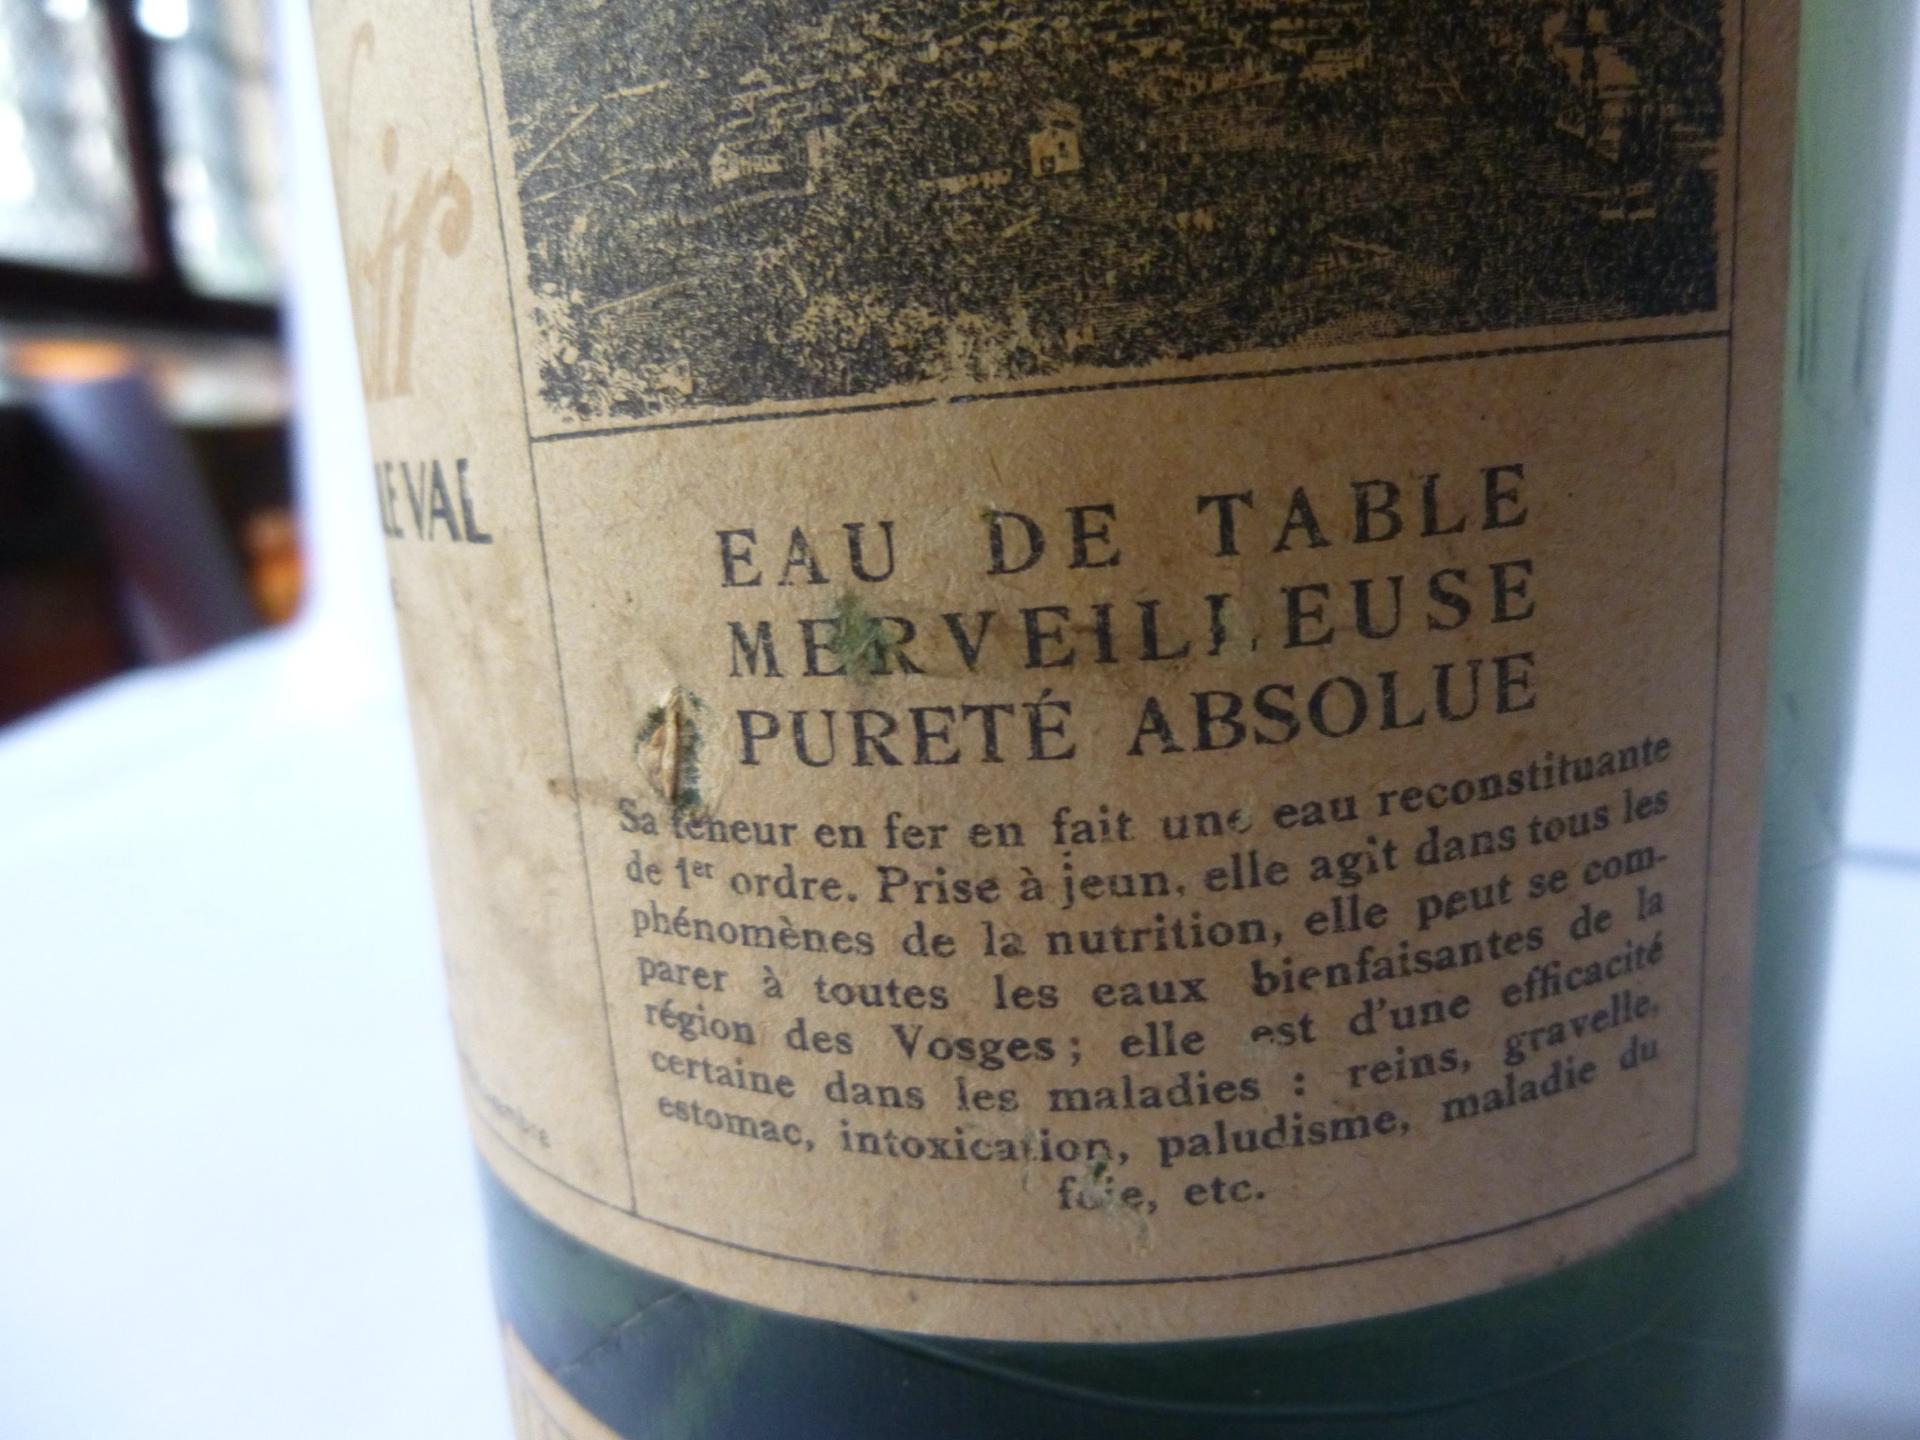 LE VAL
EAU DE TABLE
MERVEILLEUSE
PURETÉ ABSOLUE
Sa teneur en fer en fait une eau reconstituante
de 1er ordre. Prise à jeun, elle agit dans tous les
phénomènes de la nutrition, elle peut se com-
parer à toutes les eaux bienfaisantes de la
région des Vosges ; elle est d'une efficacité
certaine dans les maladies : reins, gravelle,
estomac, intoxication, paludisme, maladie du
foie, etc.